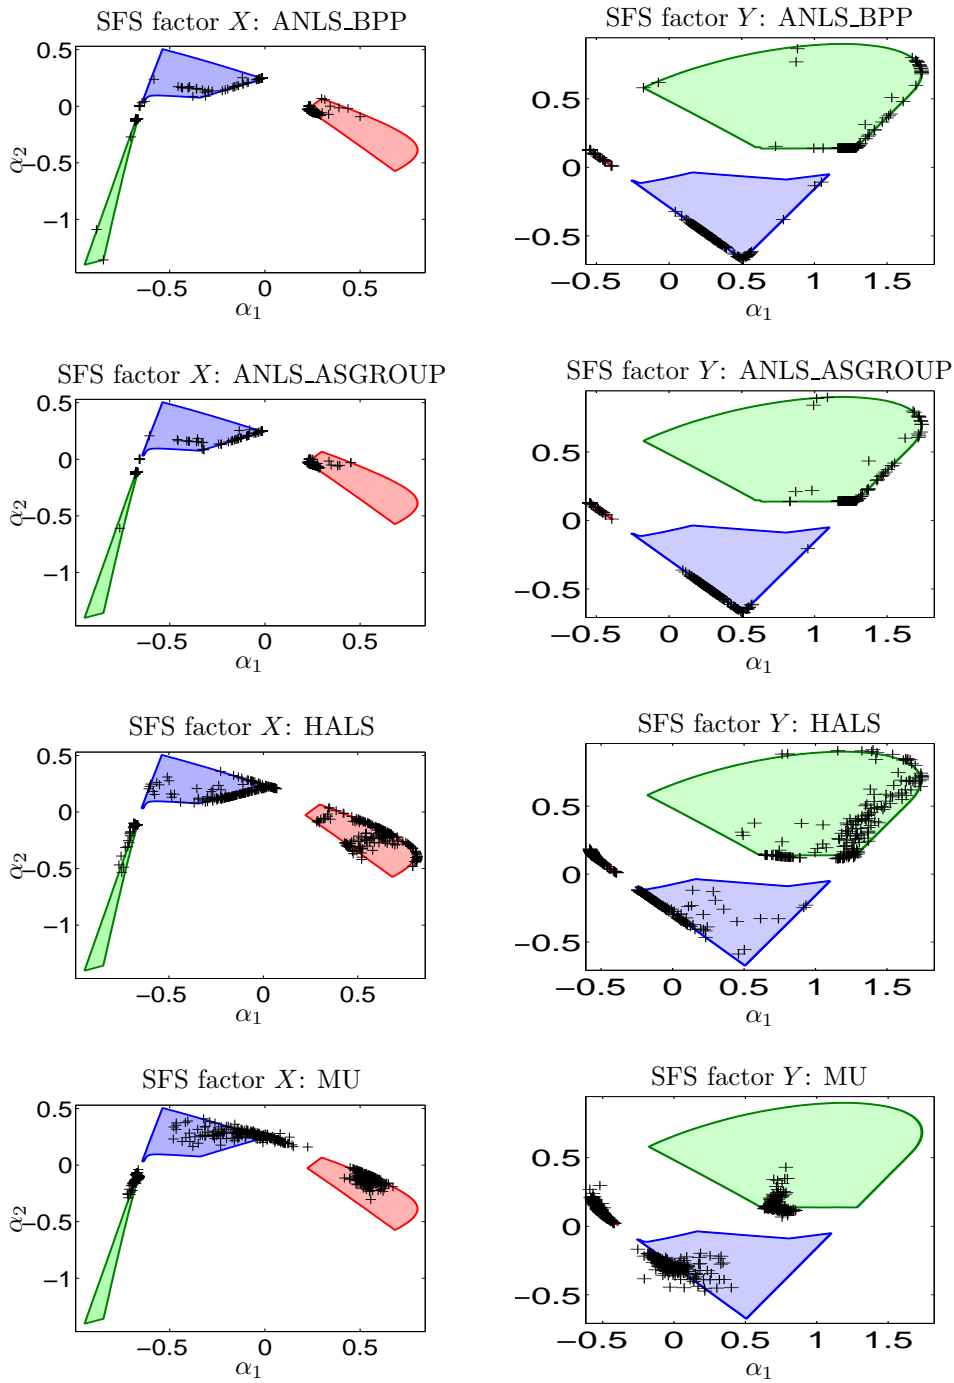 SFS factor X: ANLS_BPP
0.5
0
−0.5
−1
α2
−0.5 0 0.5
α1
SFS factor Y: ANLS_BPP
0.5
0
−0.5
−0.5 0 0.5 1 1.5
α1
SFS factor X: ANLS_ASGROUP
0.5
0
−0.5
−1
α2
−0.5 0 0.5
α1
SFS factor Y: ANLS_ASGROUP
0.5
0
−0.5
−0.5 0 0.5 1 1.5
α1
SFS factor X: HALS
0.5
0
−0.5
−1
α2
−0.5 0 0.5
α1
SFS factor Y: HALS
0.5
0
−0.5
−0.5 0 0.5 1 1.5
α1
SFS factor X: MU
0.5
0
−0.5
−1
α2
−0.5 0 0.5
α1
SFS factor Y: MU
0.5
0
−0.5
−0.5 0 0.5 1 1.5
α1